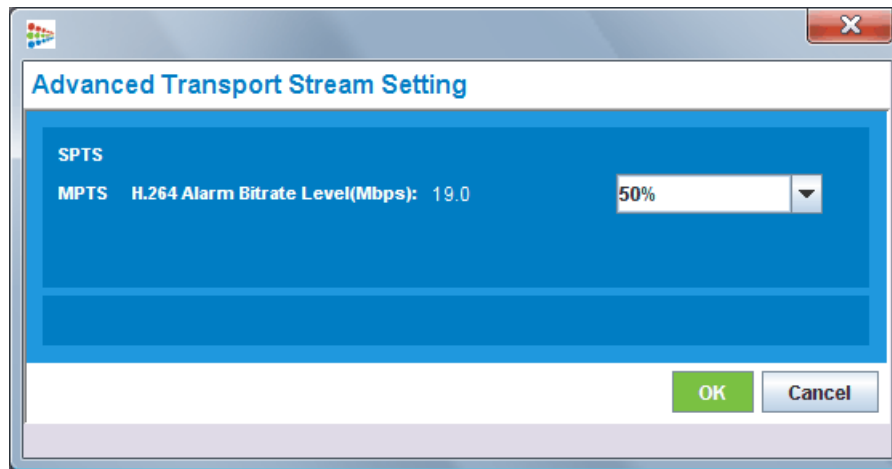 Advanced Transport Stream Setting
SPTS
MPTS H.264 Alarm Bitrate Level(Mbps): 19.0 50%
OK Cancel